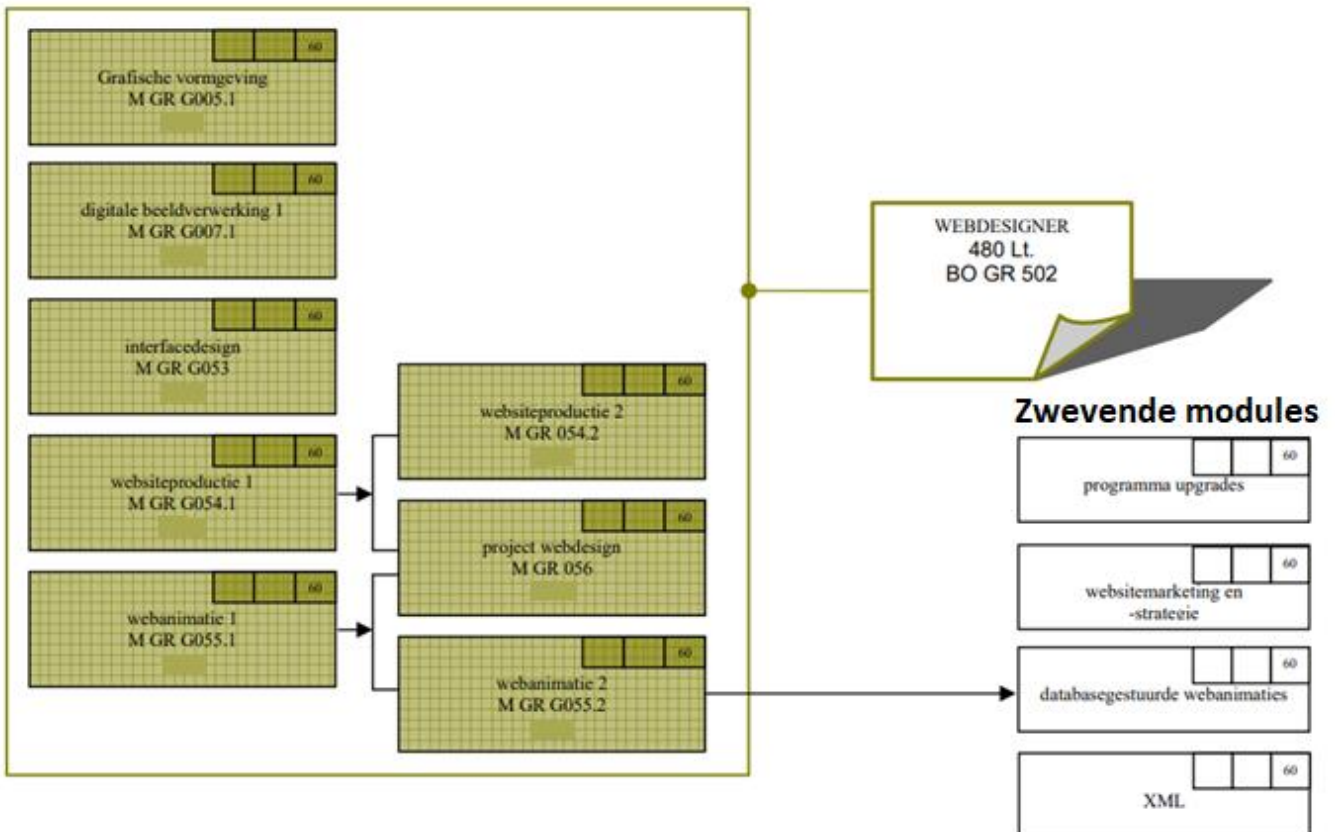 60
Grafische vormgeving
M GR G005.1
60
digitale beeldverwerking 1
M GR G007.1
60
interfacedesign
M GR G053
60
websiteproductie 1
M GR G054.1
60
webanimatie 1
M GR G055.1
60
websiteproductie 2
M GR 054.2
60
project webdesign
M GR 056
60
webanimatie 2
M GR G055.2
WEBDESIGNER
480 Lt.
BO GR 502
Zwevende modules
60
programma upgrades
60
websitemarketing en
-strategie
60
databasegestuurde webanimaties
60
XML